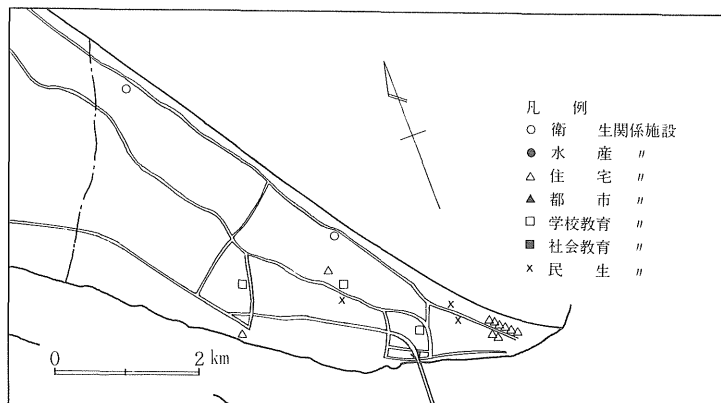 凡 例
○ 衛 生関係施設
● 水 産 〃
△ 住 宅 〃
▲ 都 市 〃
□ 学校教育 〃
■ 社会教育 〃
x 民 生 〃
0 2 km